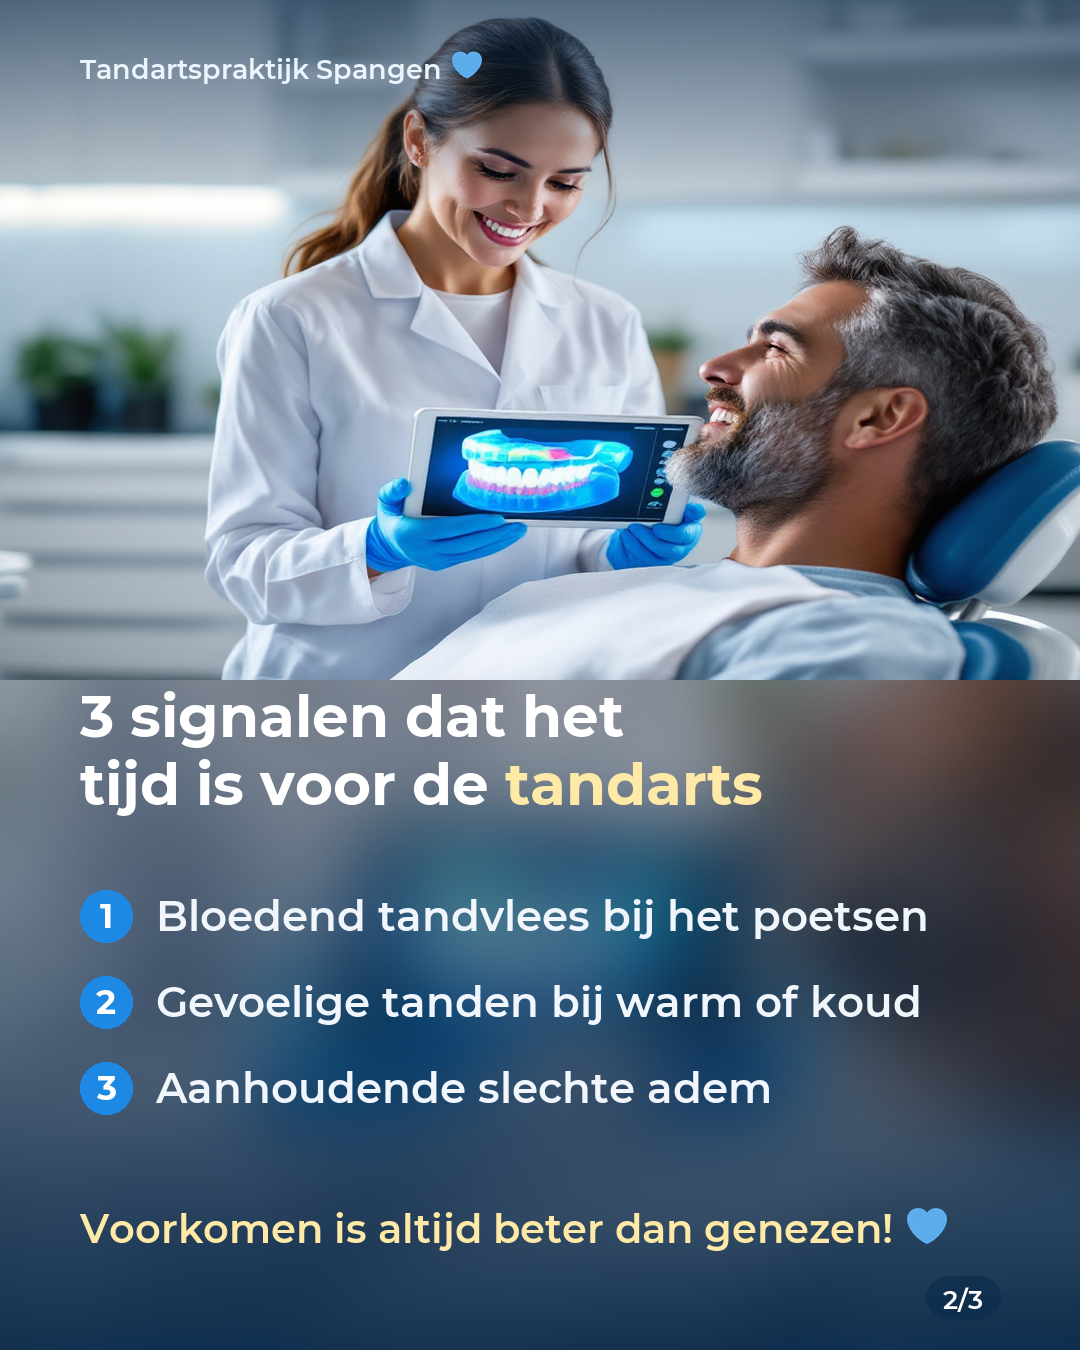 Tandartspraktijk Spangen 💙
3 signalen dat het
tijd is voor de tandarts
1 Bloedend tandvlees bij het poetsen
2 Gevoelige tanden bij warm of koud
3 Aanhoudende slechte adem
Voorkomen is altijd beter dan genezen! 💙
2/3